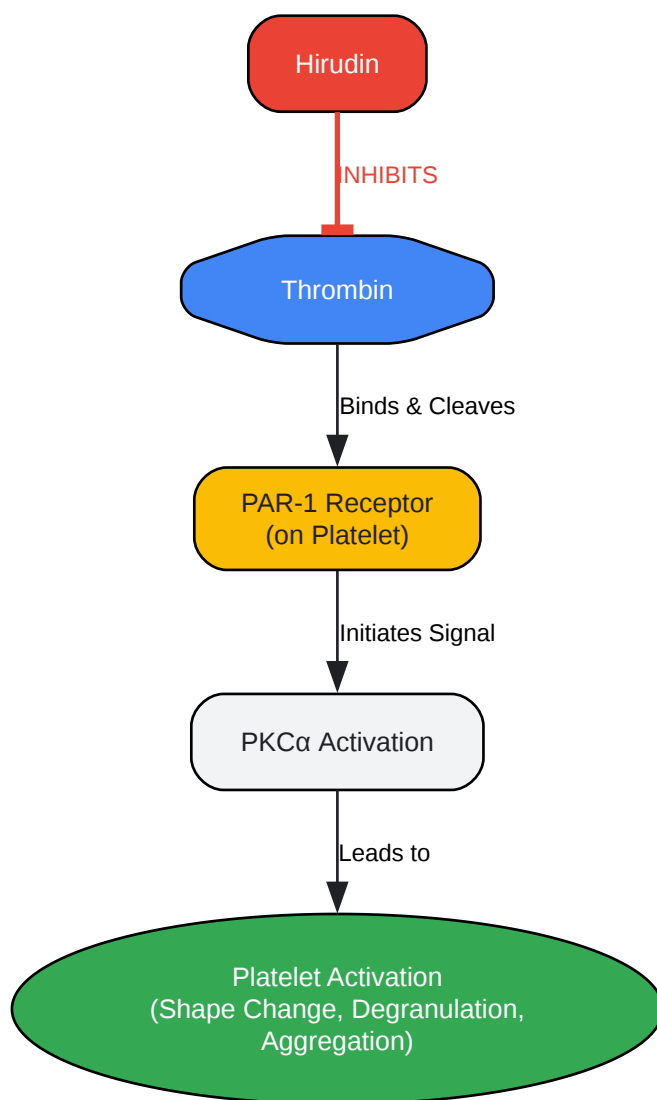 Hirudin
INHIBITS
Thrombin
Binds & Cleaves
PAR-1 Receptor
(on Platelet)
Initiates Signal
PKCα Activation
Leads to
Platelet Activation
(Shape Change, Degranulation,
Aggregation)